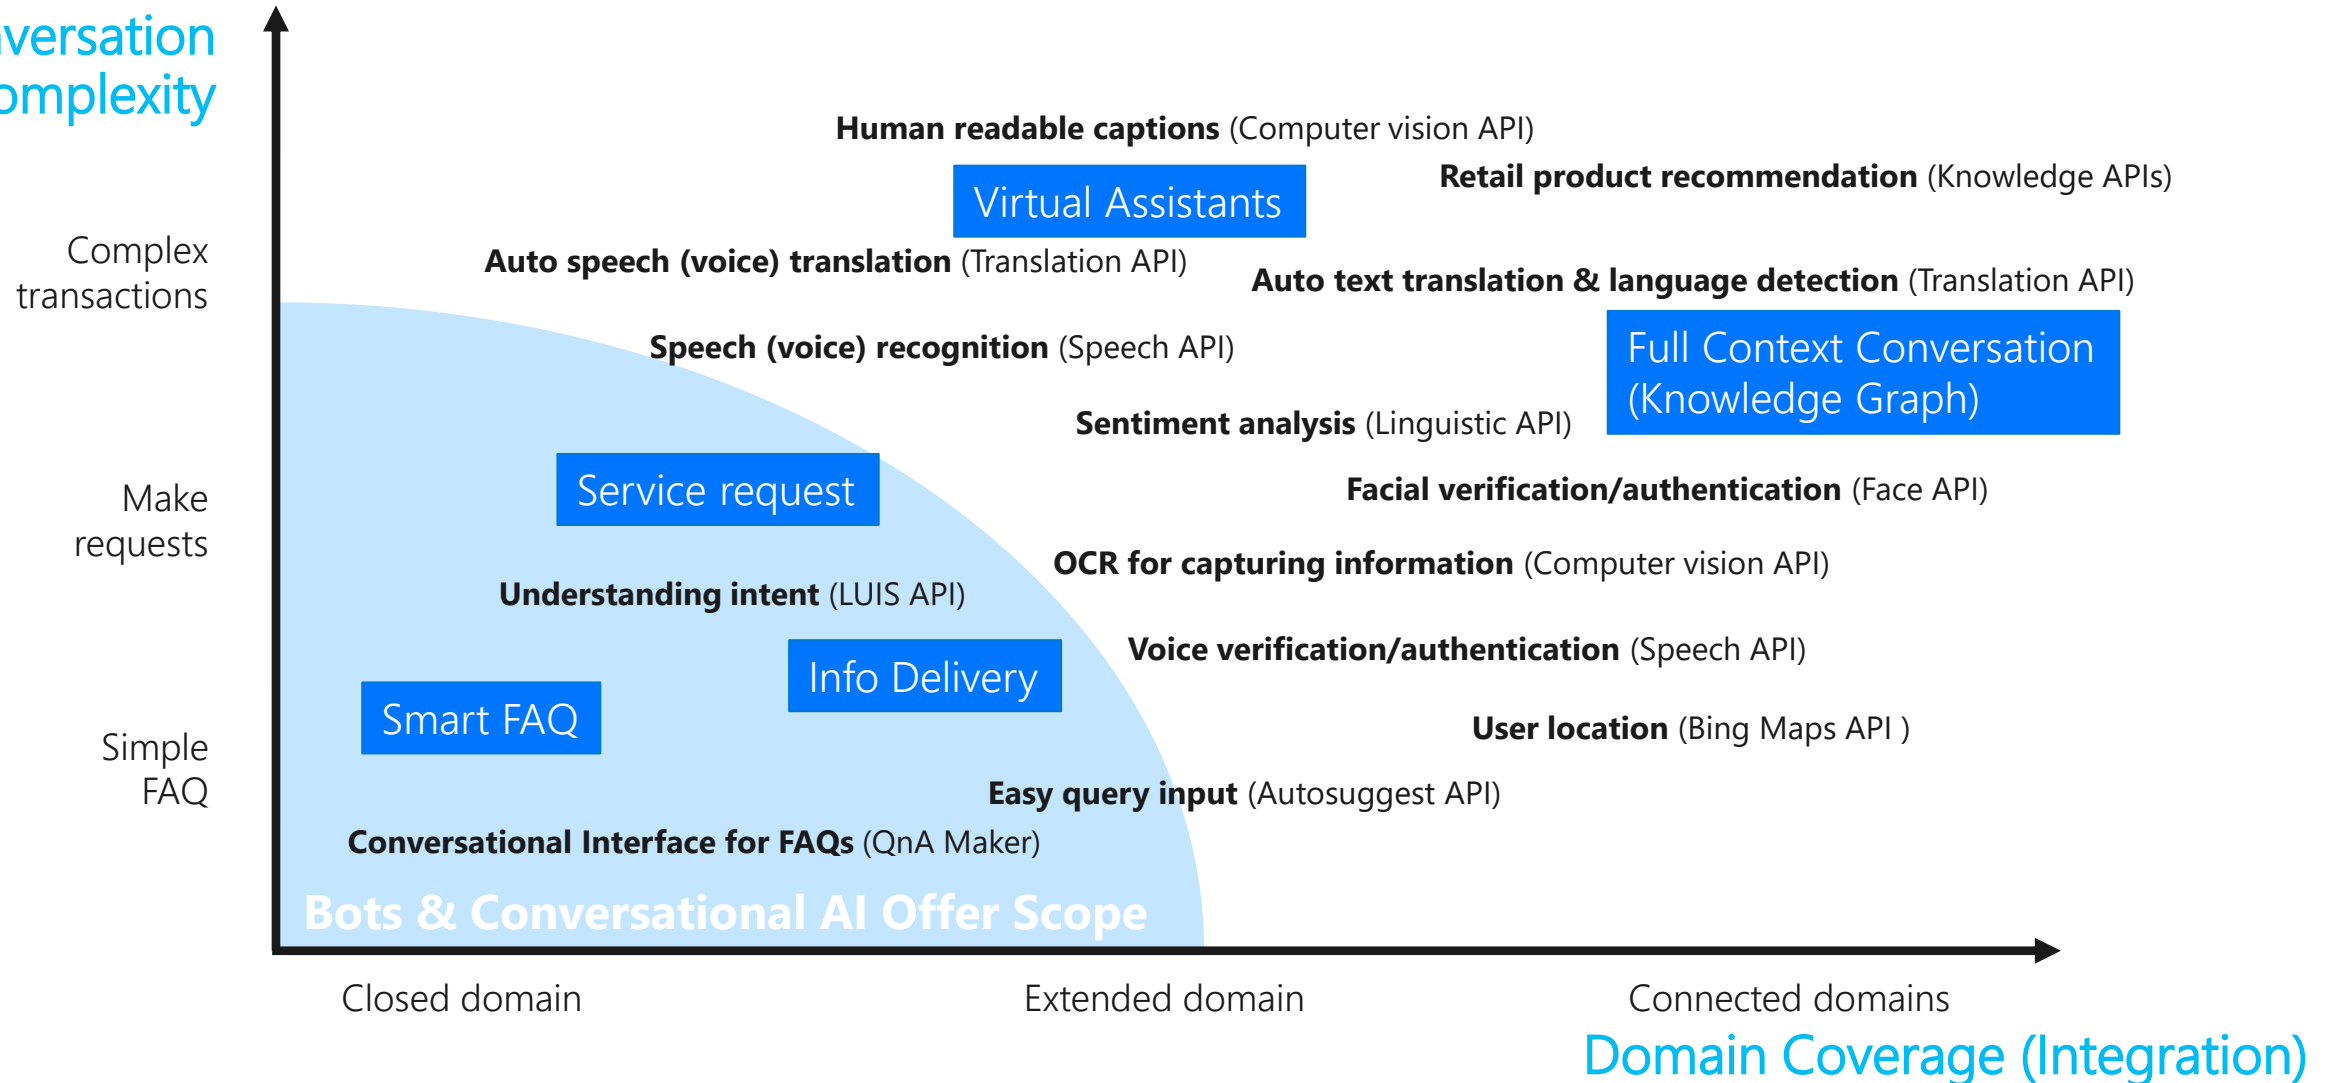 nversation
omplexity
Human readable captions (Computer vision API)
Retail product recommendation (Knowledge APIs)
Virtual Assistants
Complex
transactions
Auto speech (voice) translation (Translation API)
Auto text translation & language detection (Translation API)
Speech (voice) recognition (Speech API)
Full Context Conversation
(Knowledge Graph)
Sentiment analysis (Linguistic API)
Service request
Make
requests
Facial verification/authentication (Face API)
OCR for capturing information (Computer vision API)
Understanding intent (LUIS API)
Voice verification/authentication (Speech API)
Info Delivery
Smart FAQ
Simple
FAQ
User location (Bing Maps API )
Easy query input (Autosuggest API)
Conversational Interface for FAQs (QnA Maker)
Bots & Conversational AI Offer Scope
Closed domain
Extended domain
Connected domains
Domain Coverage (Integration)